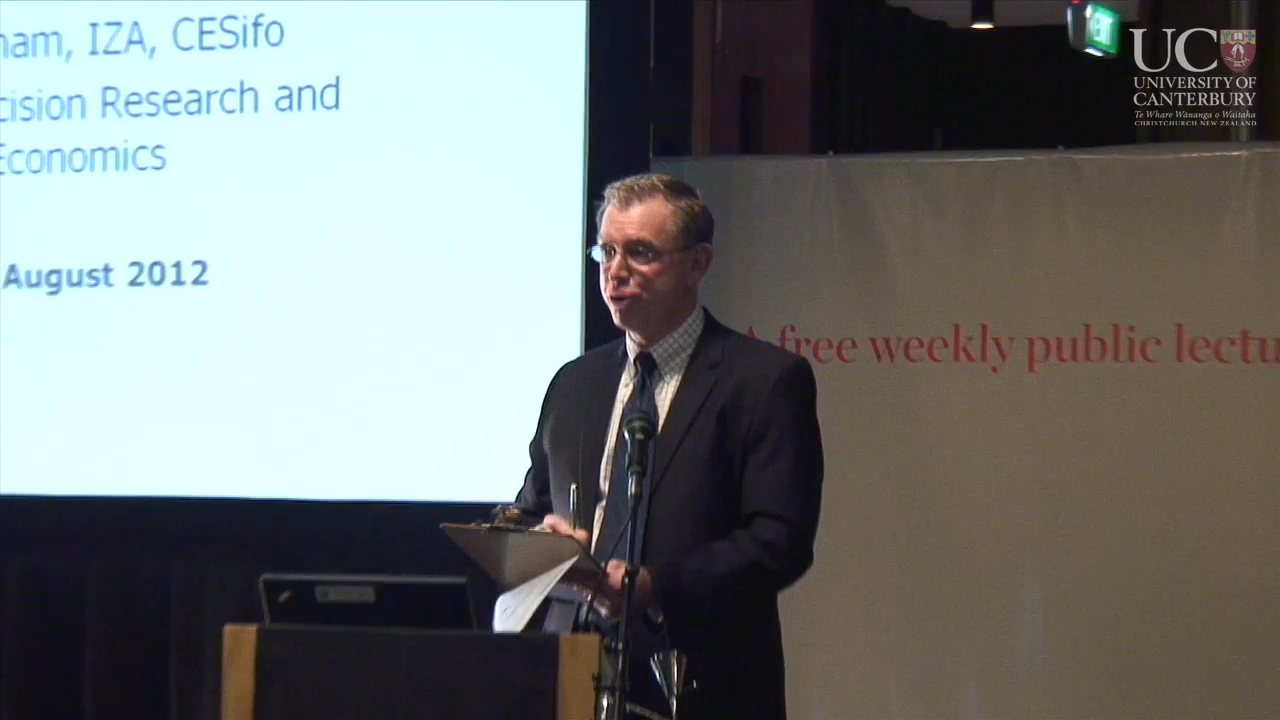 ham, IZA, CESifo
cision Research and
Economics
August 2012
UC
UNIVERSITY OF
CANTERBURY
Te Whare Wānanga o Waitaha
CHRISTCHURCH NEW ZEALAND
A free weekly public lectu